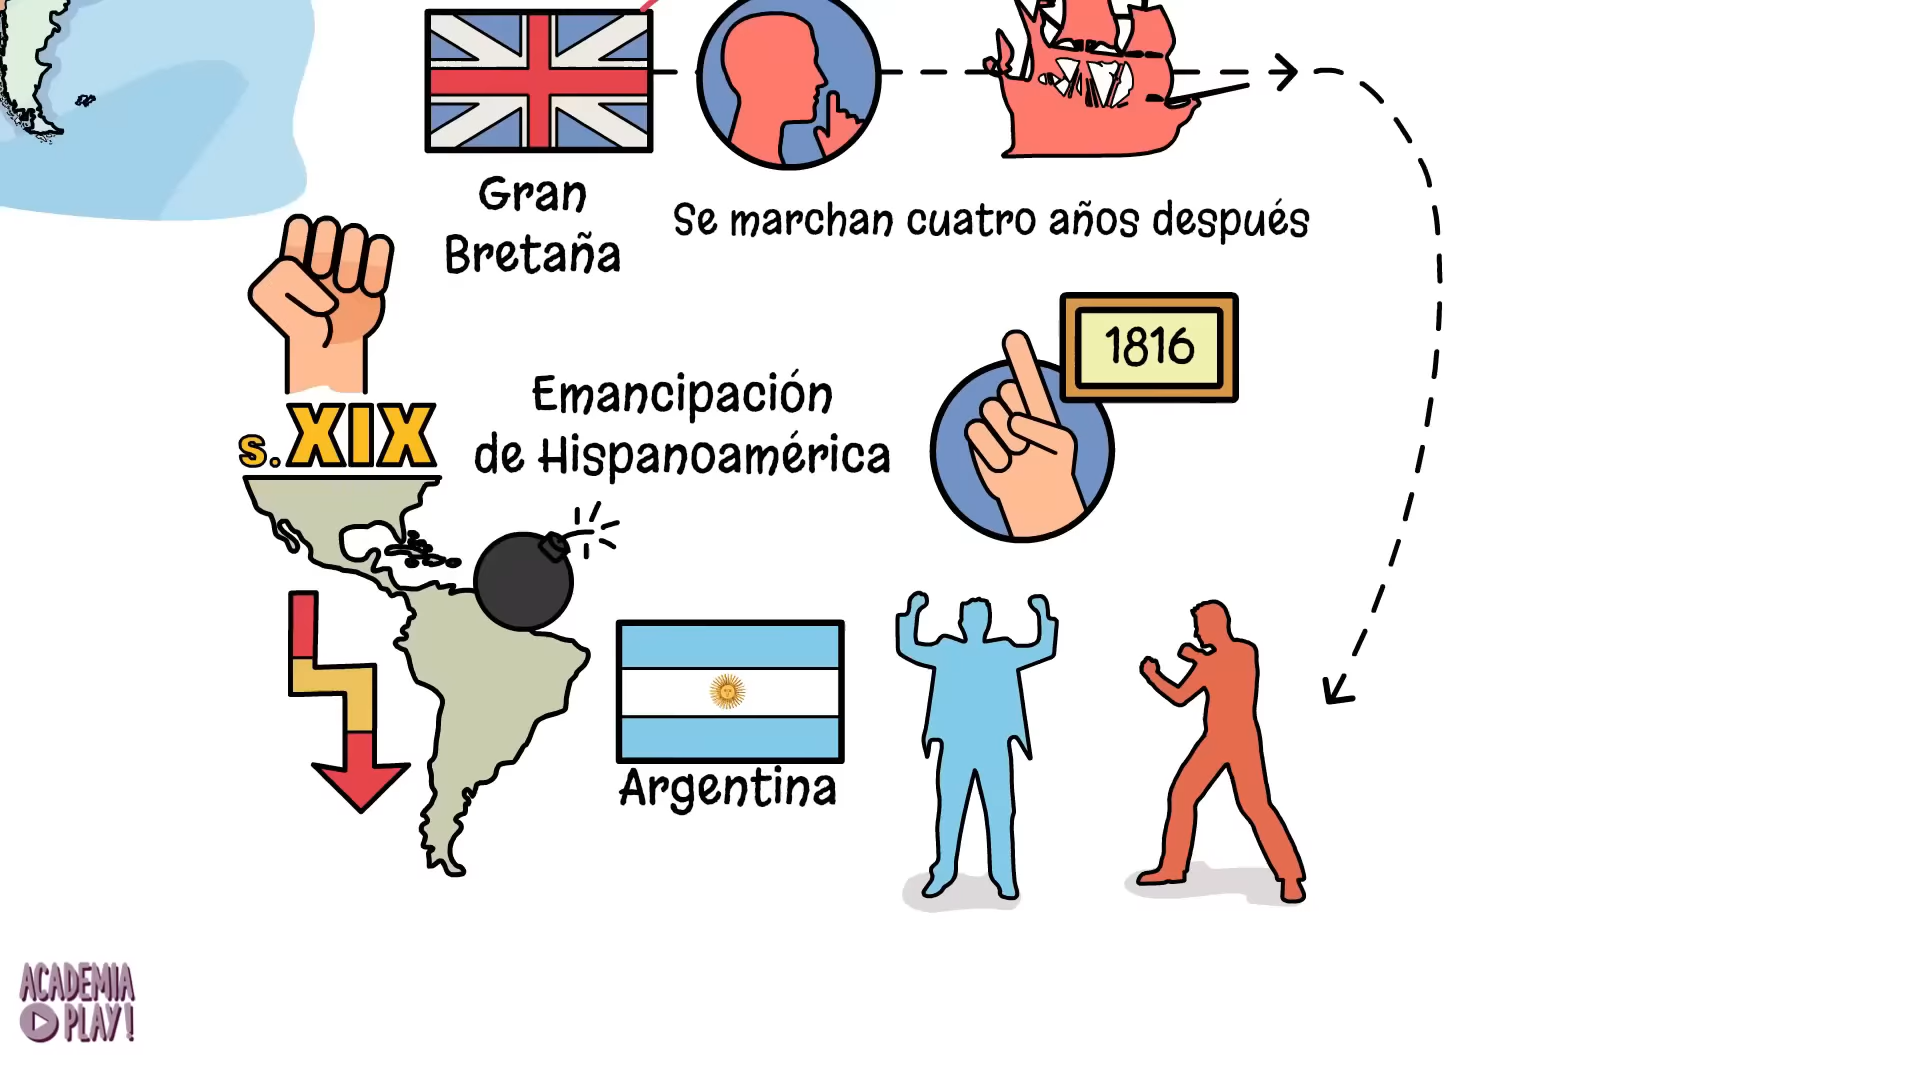 Gran
Bretaña
Se marchan cuatro años después
1816
Emancipación
de Hispanoamérica
s.XIX
Argentina
ACADEMIA
PLAY!